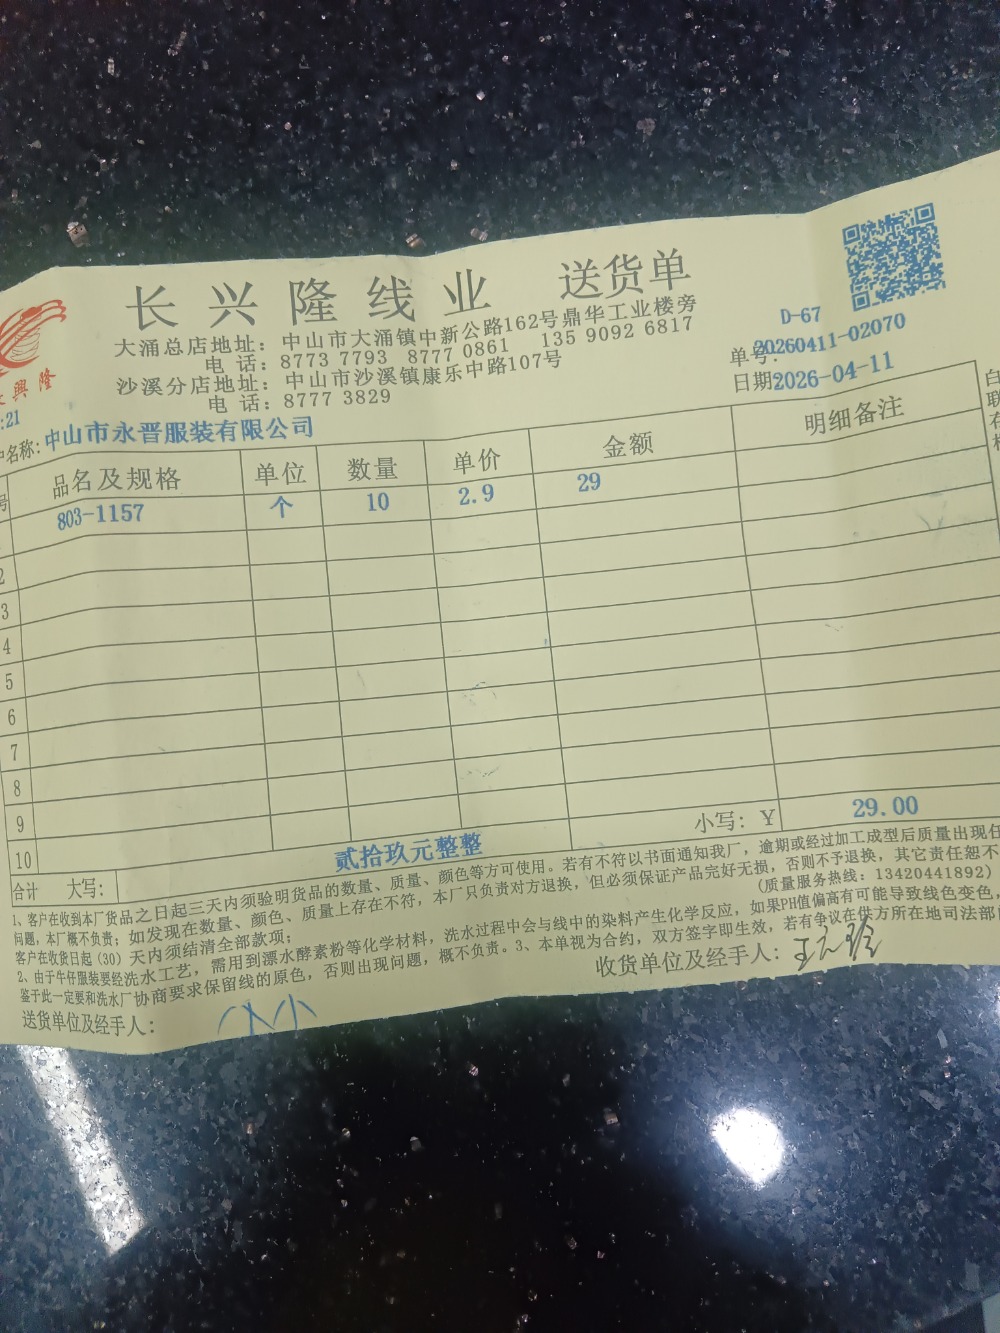 长兴隆线业 送货单
大涌总店地址：中山市大涌镇中新公路162号鼎华工业楼旁
电 话：8773 7793 8777 0861 135 9092 6817
沙溪分店地址：中山市沙溪镇康乐中路107号
电 话：8777 3829
D-67
单号：20260411-02070
日期2026-04-11
興隆
:21
名称：中山市永晋服装有限公司
号 品名及规格 单位 数量 单价 金额 明细备注
803-1157 个 10 2.9 29
2
3
4
5
6
7
8
9
10
小写：¥ 29.00
合计 大写： 贰拾玖元整整
1、客户在收到本厂货品之日起三天内须验明货品的数量、质量、颜色等方可使用。若有不符以书面通知我厂，逾期或经过加工成型后质量出现任
问题，本厂概不负责；如发现在数量、颜色、质量上存在不符，本厂只负责对方退换，但必须保证产品完好无损，否则不予退换，其它责任恕不
客户在收货日起（30）天内须结清全部款项；
（质量服务热线：13420441892）
2、由于牛仔服装要经洗水工艺，需用到漂水酵素粉等化学材料，洗水过程中会与线中的染料产生化学反应，如果PH值偏高有可能导致线色变色，
鉴于此一定要和洗水厂协商要求保留线的原色，否则出现问题，概不负责。3、本单视为合约，双方签字即生效，若有争议在供方所在地司法部
送货单位及经手人：
收货单位及经手人：
白
联
存